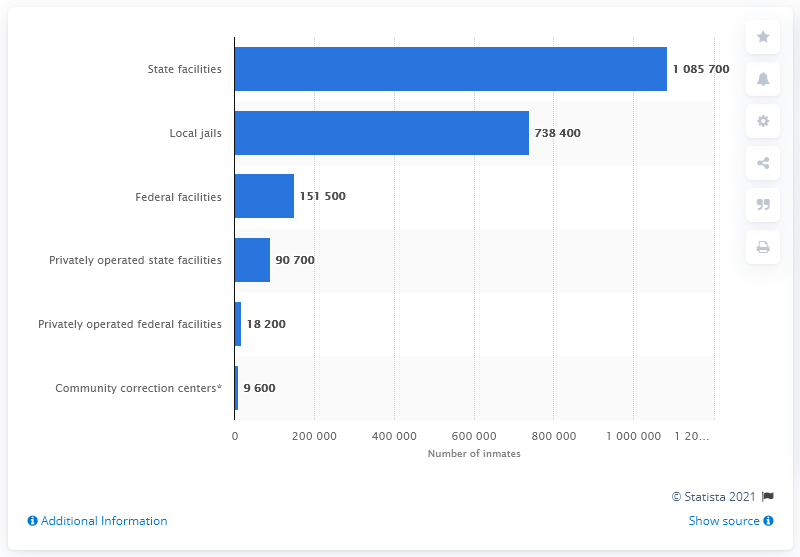 State facilities 1 085 700
Local jails 738 400
Federal facilities 151 500
Privately operated state facilities 90 700
Privately operated federal facilities 18 200
Community correction centers* 9 600
0 200 000 400 000 600 000 800 000 1 000 000 1 20...
Number of inmates
© Statista 2021
Additional Information Show source